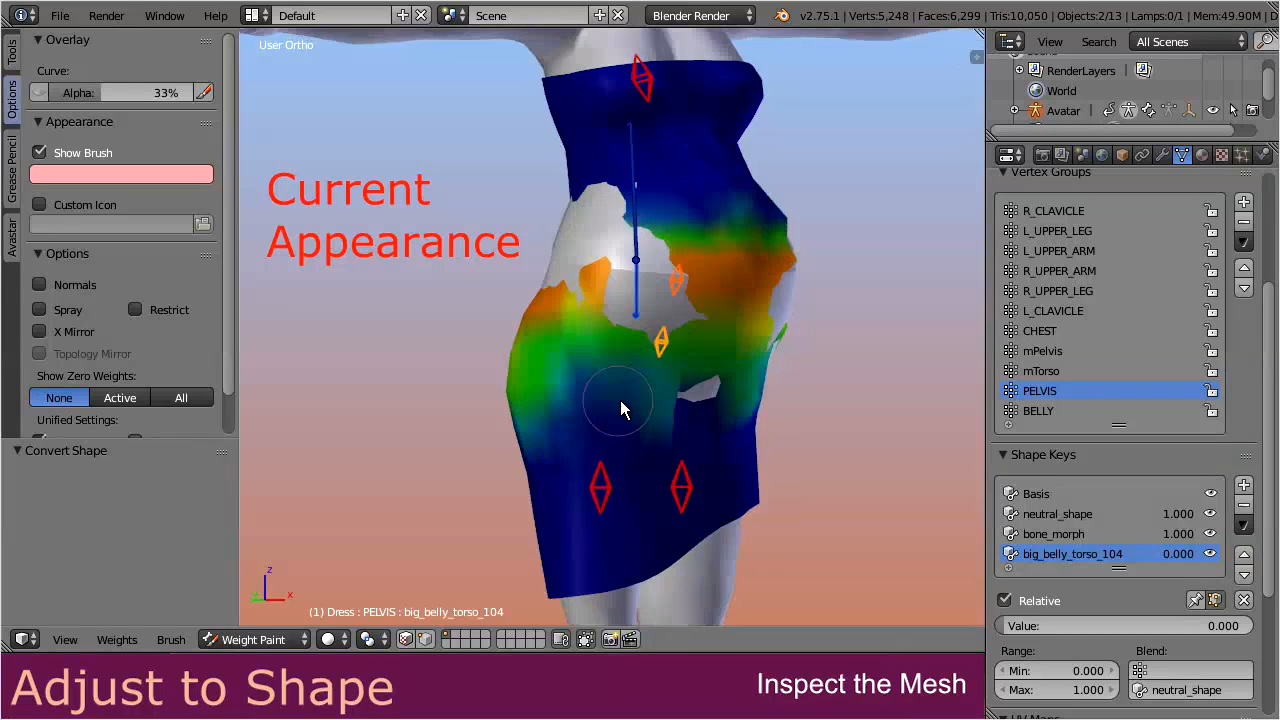 File Render Window Help Default Scene Blender Render v2.75.1 | Verts:5,248 | Faces:6,299 | Tris:10,050 | Objects:2/13 | Lamps:0/1 | Mem:49.90M
Tools
Options
Grease Pencil
Avastar
Overlay
Curve:
Alpha: 33%
Appearance
Show Brush
Custom Icon
Options
Normals
Spray Restrict
X Mirror
Topology Mirror
Show Zero Weights:
None Active All
Unified Settings:
Convert Shape
User Ortho
Current
Appearance
z
x
y
(1) Dress : PELVIS : big_belly_torso_104
View Weights Brush Weight Paint
View Search All Scenes
RenderLayers
World
Avatar
Vertex Groups
R_CLAVICLE
L_UPPER_LEG
L_UPPER_ARM
R_UPPER_ARM
R_UPPER_LEG
L_CLAVICLE
CHEST
mPelvis
mTorso
PELVIS
BELLY
Shape Keys
Basis
neutral_shape 1.000
bone_morph 1.000
big_belly_torso_104 0.000
Relative
Value: 0.000
Range: Blend:
Min: 0.000
Max: 1.000 neutral_shape
Adjust to Shape
Inspect the Mesh